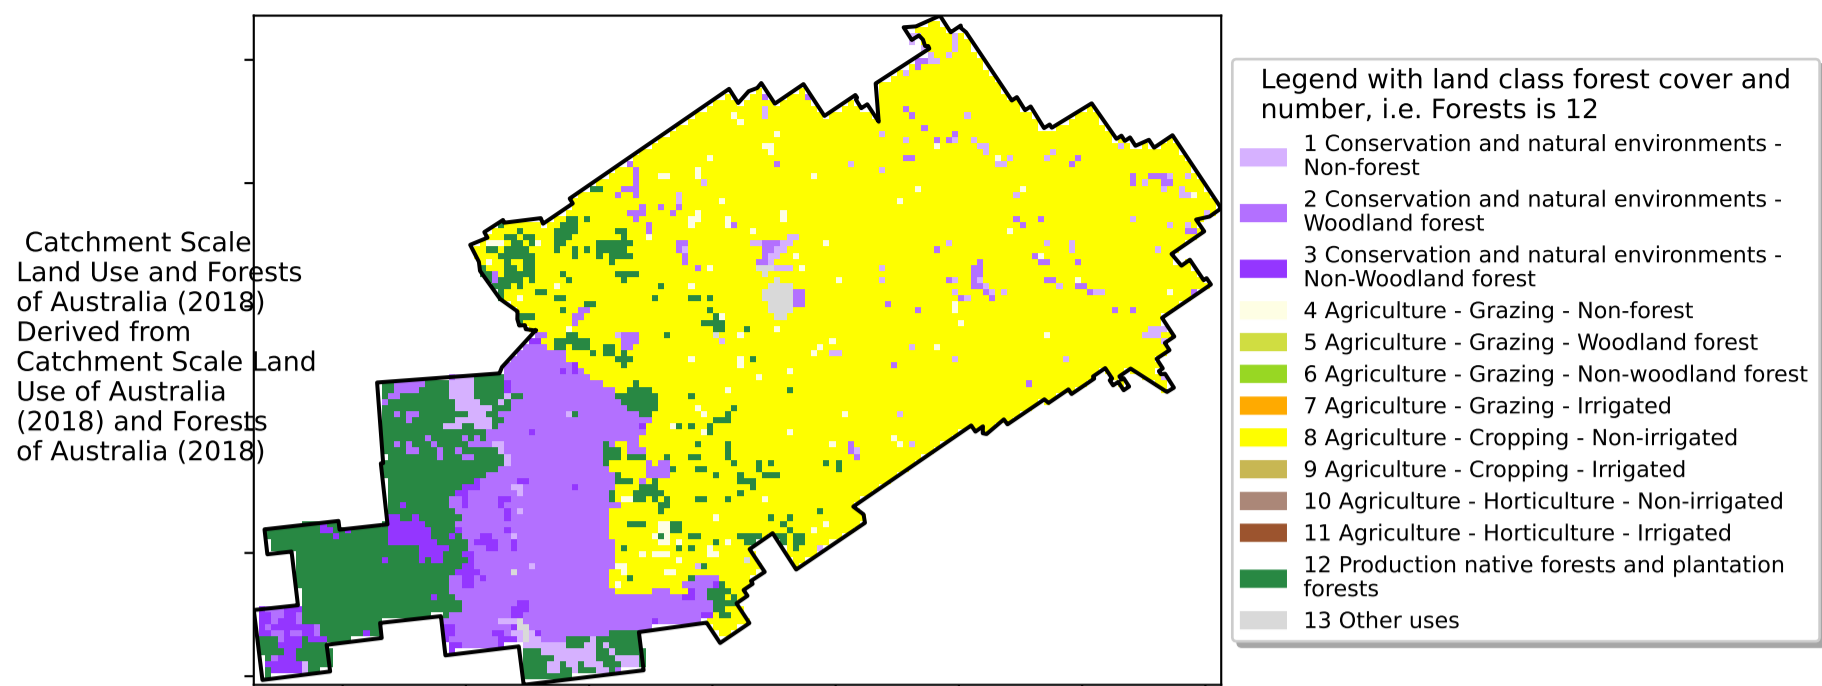 Catchment Scale
Land Use and Forests
of Australia (2018)
Derived from
Catchment Scale Land
Use of Australia
(2018) and Forests
of Australia (2018)
Legend with land class forest cover and
number, i.e. Forests is 12
1 Conservation and natural environments -
Non-forest
2 Conservation and natural environments -
Woodland forest
3 Conservation and natural environments -
Non-Woodland forest
4 Agriculture - Grazing - Non-forest
5 Agriculture - Grazing - Woodland forest
6 Agriculture - Grazing - Non-woodland forest
7 Agriculture - Grazing - Irrigated
8 Agriculture - Cropping - Non-irrigated
9 Agriculture - Cropping - Irrigated
10 Agriculture - Horticulture - Non-irrigated
11 Agriculture - Horticulture - Irrigated
12 Production native forests and plantation
forests
13 Other uses